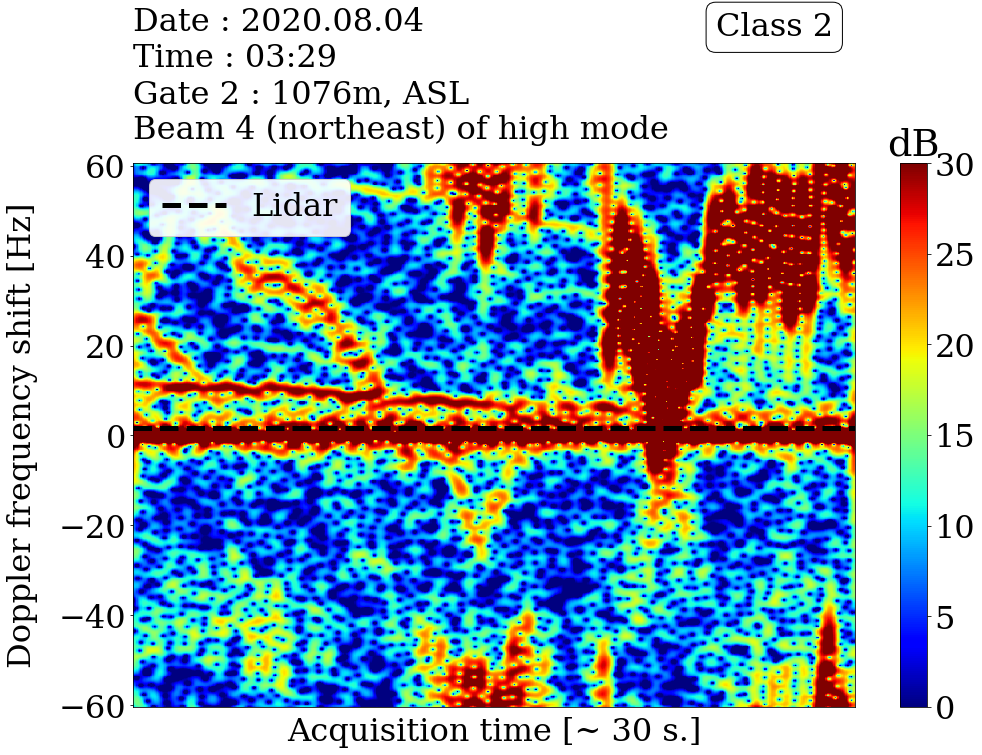 Date : 2020.08.04
Time : 03:29
Gate 2 : 1076m, ASL
Beam 4 (northeast) of high mode
Class 2
dB
Lidar
Doppler frequency shift [Hz]
60
40
20
0
−20
−40
−60
30
25
20
15
10
5
0
Acquisition time [~ 30 s.]